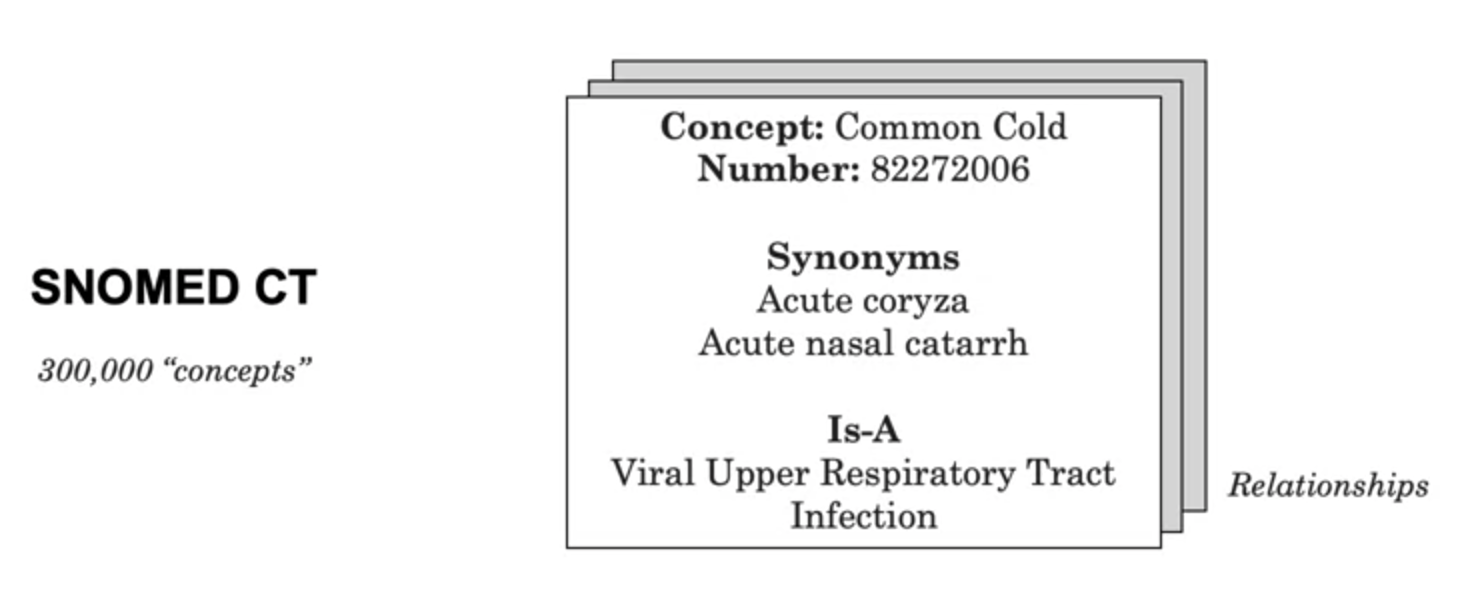 SNOMED CT
300,000 “concepts”
Concept: Common Cold
Number: 82272006
Synonyms
Acute coryza
Acute nasal catarrh
Is-A
Viral Upper Respiratory Tract
Infection
Relationships